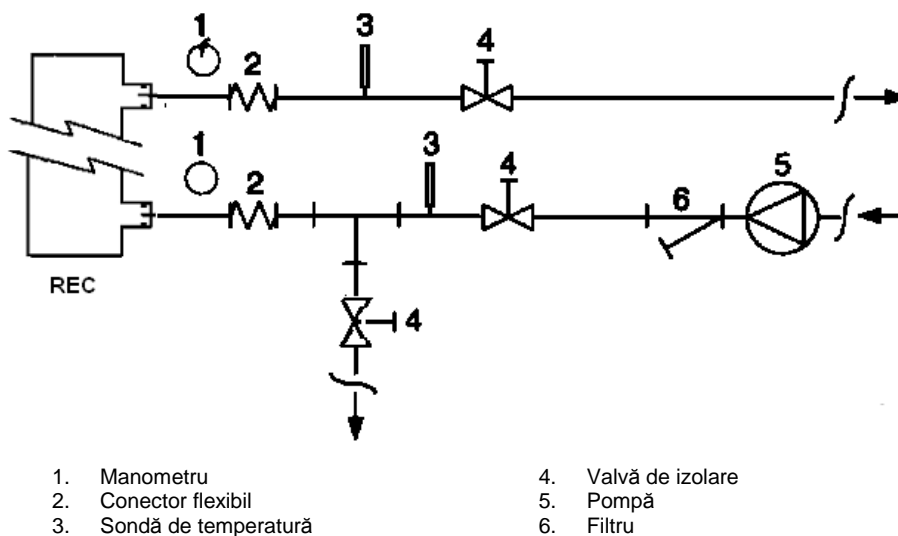 1
2
3
4
1
2
3
4
5
6
REC
4
1. Manometru
2. Conector flexibil
3. Sondă de temperatură
4. Valvă de izolare
5. Pompă
6. Filtru